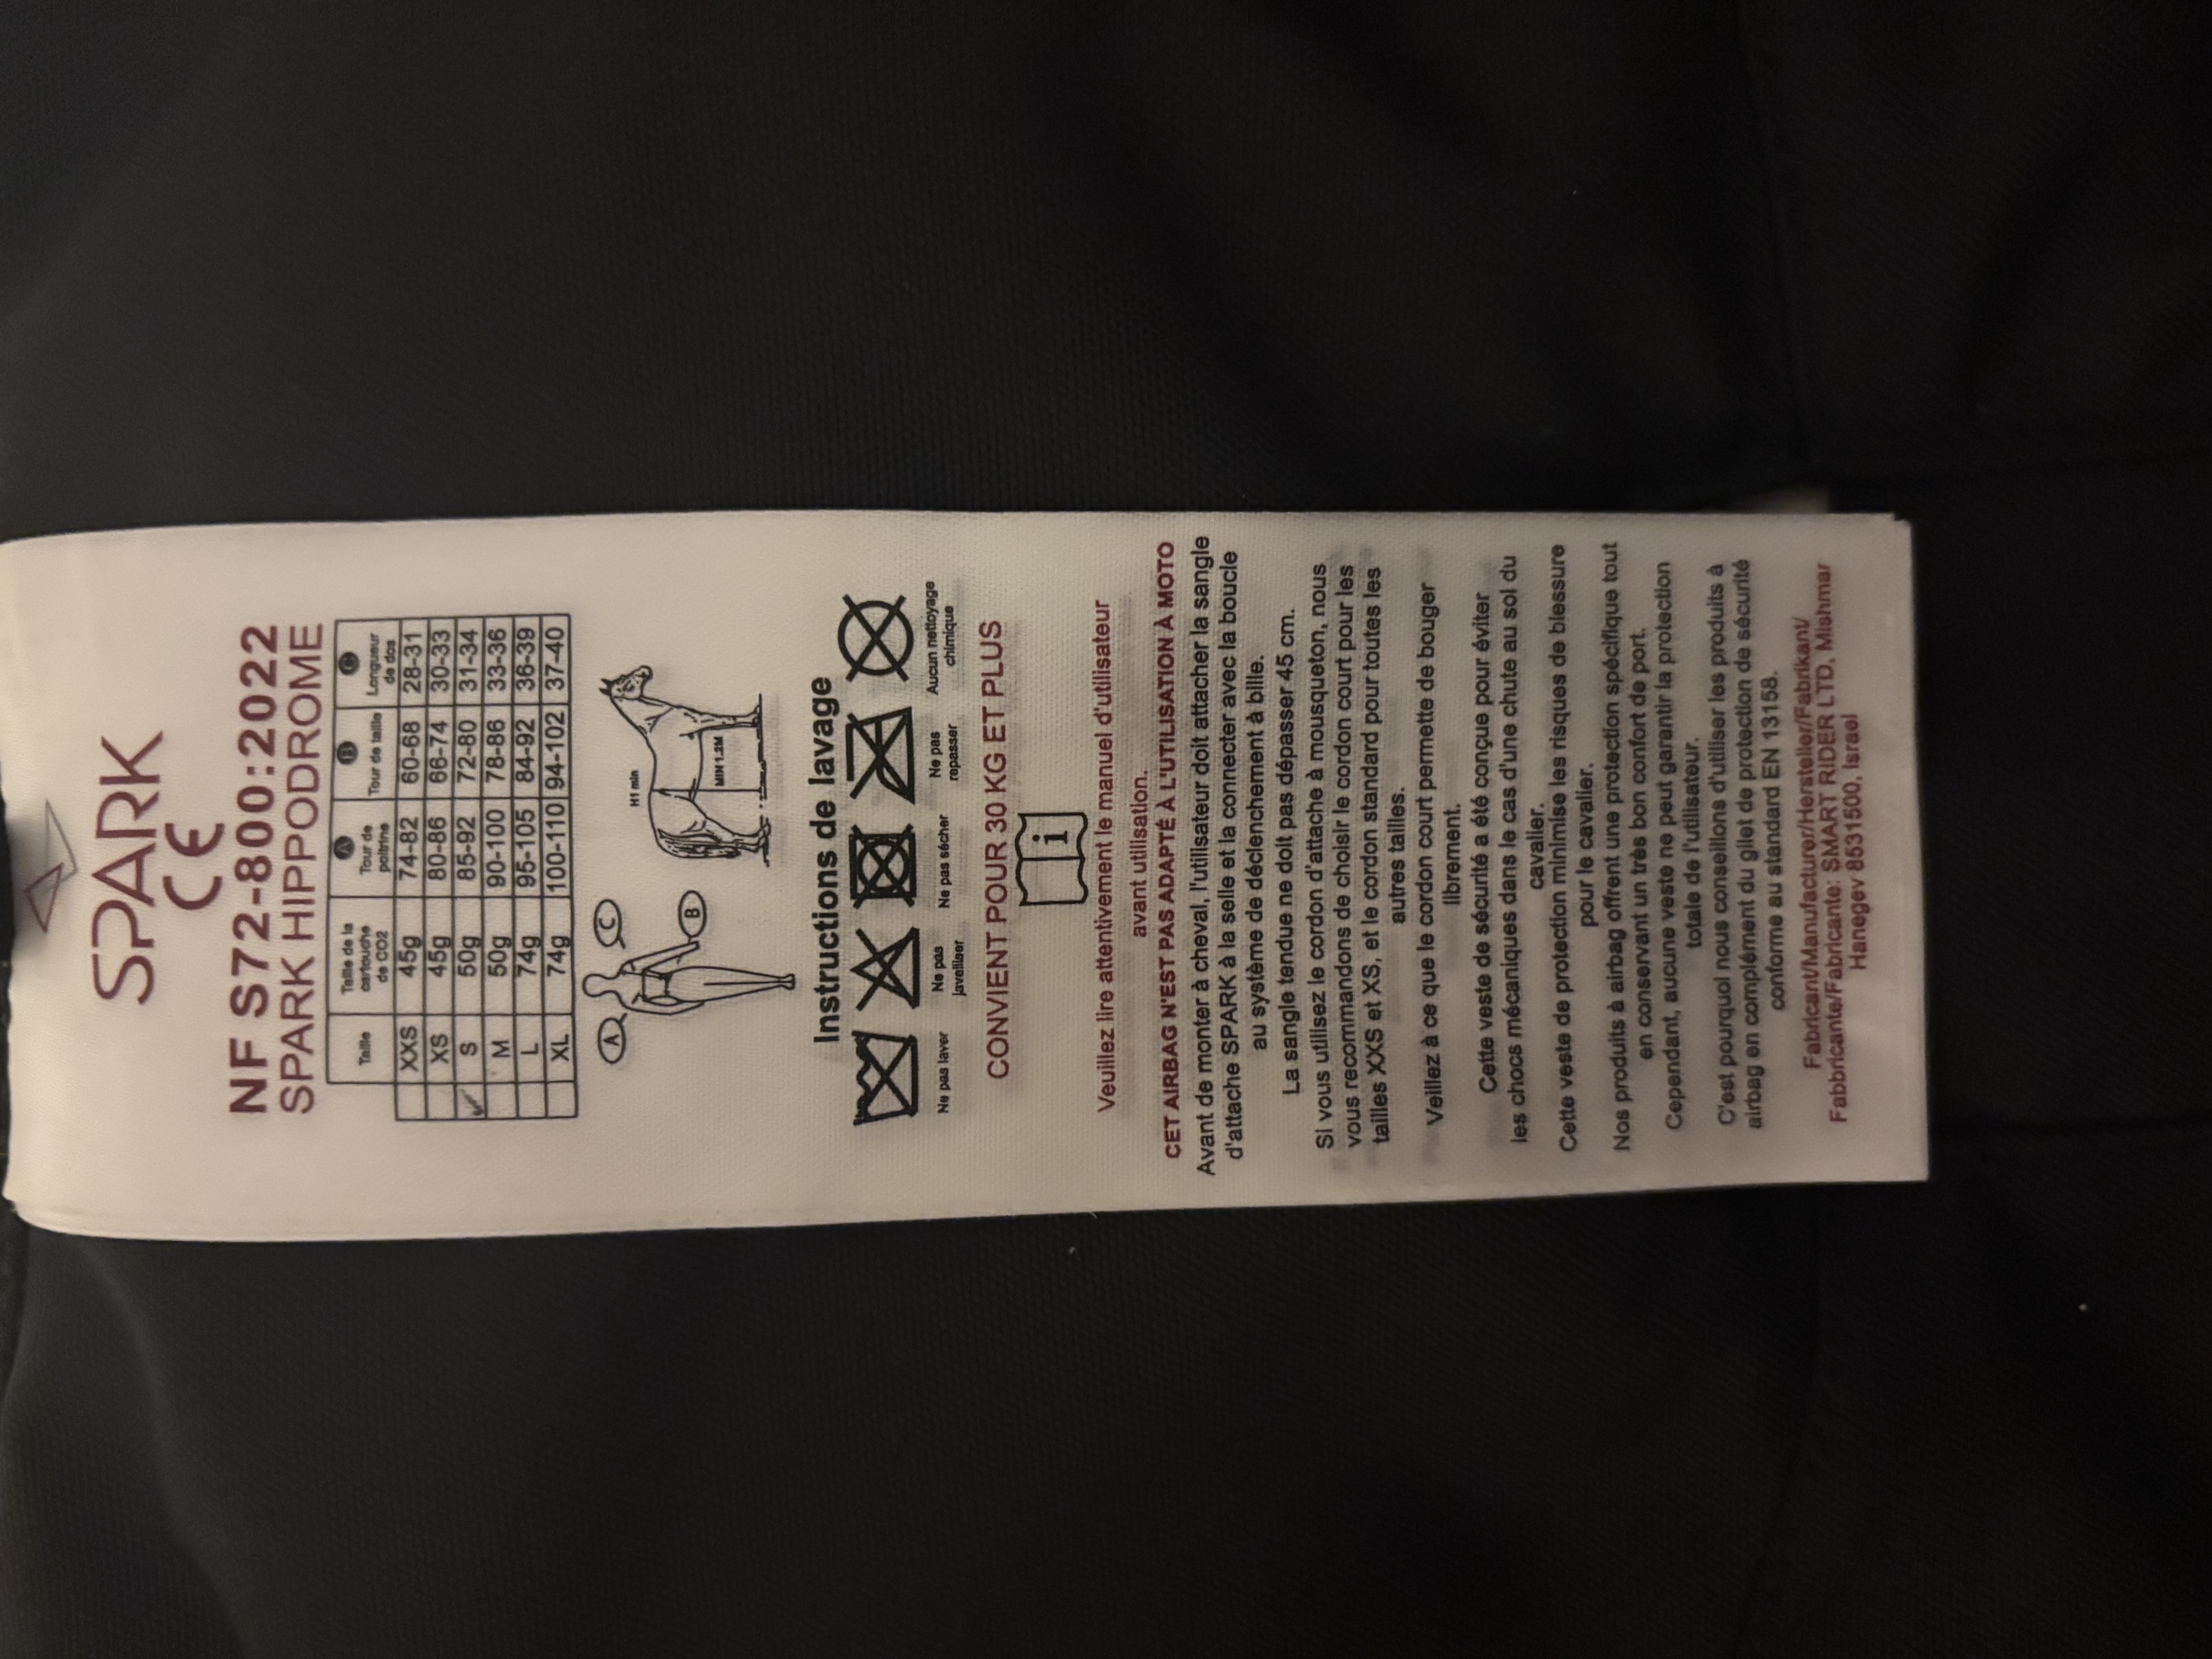 SPARK
CE
NF S72-800:2022
SPARK HIPPODROME
Taille | Taille de la cartouche de CO2 | A Tour de poitrine | B Tour de taille | C Longueur de dos
XXS 45g 74-82 60-68 28-31
XS 45g 80-86 66-74 30-33
✓ S 50g 85-92 72-80 31-34
M 50g 90-100 78-86 33-36
L 74g 95-105 84-92 36-39
XL 74g 100-110 94-102 37-40
A C B
H1 min
MIN 1.2M
Instructions de lavage
Ne pas laver
Ne pas javelliser
Ne pas sécher
Ne pas repasser
Aucun nettoyage chimique
CONVIENT POUR 30 KG ET PLUS
i
Veuillez lire attentivement le manuel d'utilisateur
avant utilisation.
CET AIRBAG N'EST PAS ADAPTÉ À L'UTILISATION À MOTO
Avant de monter à cheval, l'utilisateur doit attacher la sangle
d'attache SPARK à la selle et la connecter avec la boucle
au système de déclenchement à bille.
La sangle tendue ne doit pas dépasser 45 cm.
Si vous utilisez le cordon d'attache à mousqueton, nous
vous recommandons de choisir le cordon court pour les
tailles XXS et XS, et le cordon standard pour toutes les
autres tailles.
Veillez à ce que le cordon court permette de bouger
librement.
Cette veste de sécurité a été conçue pour éviter
les chocs mécaniques dans le cas d'une chute au sol du
cavalier.
Cette veste de protection minimise les risques de blessure
pour le cavalier.
Nos produits à airbag offrent une protection spécifique tout
en conservant un très bon confort de port.
Cependant, aucune veste ne peut garantir la protection
totale de l'utilisateur.
C'est pourquoi nous conseillons d'utiliser les produits à
airbag en complément du gilet de protection de sécurité
conforme au standard EN 13158.
Fabricant/Manufacturer/Hersteller/Fabrikant/
Fabbricante/Fabricante: SMART RIDER LTD, Mishmar
Hanegev 8531500, Israel